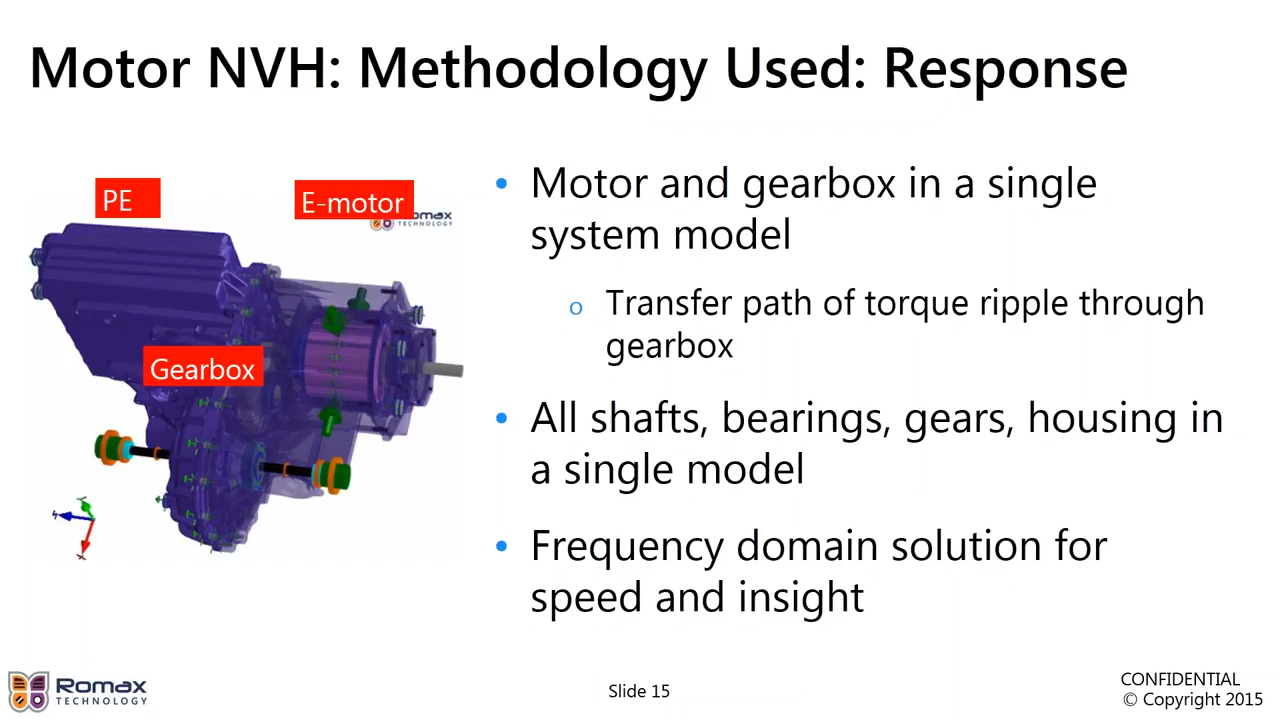 Motor NVH: Methodology Used: Response
PE
E-motor
omax
TECHNOLOGY
Gearbox
• Motor and gearbox in a single
system model
o Transfer path of torque ripple through
gearbox
• All shafts, bearings, gears, housing in
a single model
• Frequency domain solution for
speed and insight
Romax
TECHNOLOGY
Slide 15
CONFIDENTIAL
© Copyright 2015